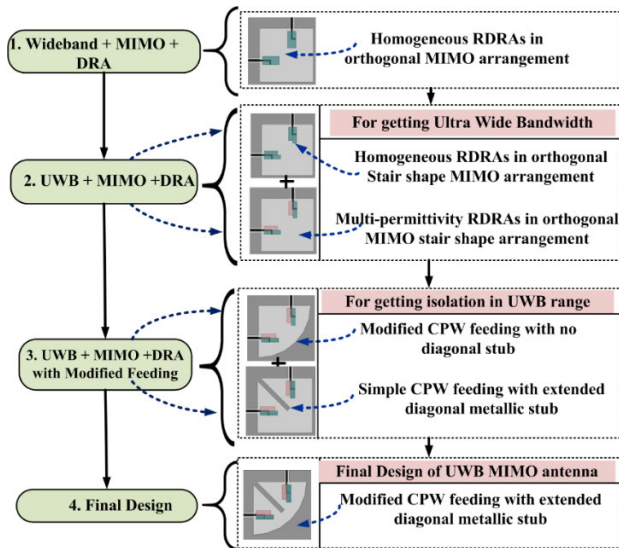 1. Wideband + MIMO +
DRA
Homogeneous RDRAs in
orthogonal MIMO arrangement
For getting Ultra Wide Bandwidth
2. UWB + MIMO +DRA
Homogeneous RDRAs in orthogonal
Stair shape MIMO arrangement
+
Multi-permittivity RDRAs in orthogonal
MIMO stair shape arrangement
For getting isolation in UWB range
3. UWB + MIMO +DRA
with Modified Feeding
Modified CPW feeding with no
diagonal stub
+
Simple CPW feeding with extended
diagonal metallic stub
Final Design of UWB MIMO antenna
4. Final Design
Modified CPW feeding with extended
diagonal metallic stub